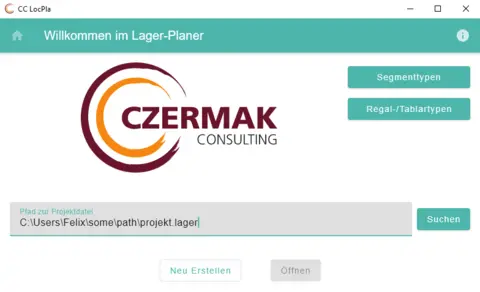 CC LocPla
Willkommen im Lager-Planer
Segmenttypen
Regal-/Tablartypen
CZERMAK
CONSULTING
Pfad zur Projektdatei
C:\Users\Felix\some\path\projekt.lager
Suchen
Neu Erstellen
Öffnen